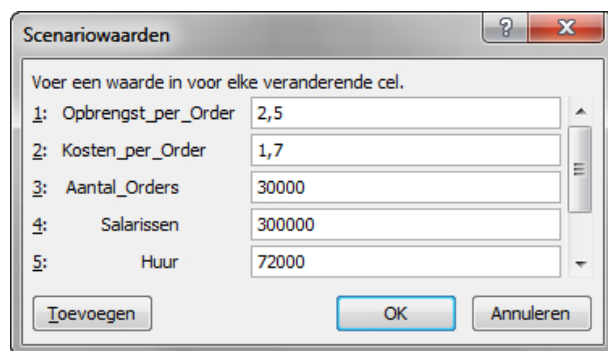 Scenariowaarden
?
Voer een waarde in voor elke veranderende cel.
1: Opbrengst_per_Order 2,5
2: Kosten_per_Order 1,7
3: Aantal_Orders 30000
4: Salarissen 300000
5: Huur 72000
Toevoegen OK Annuleren